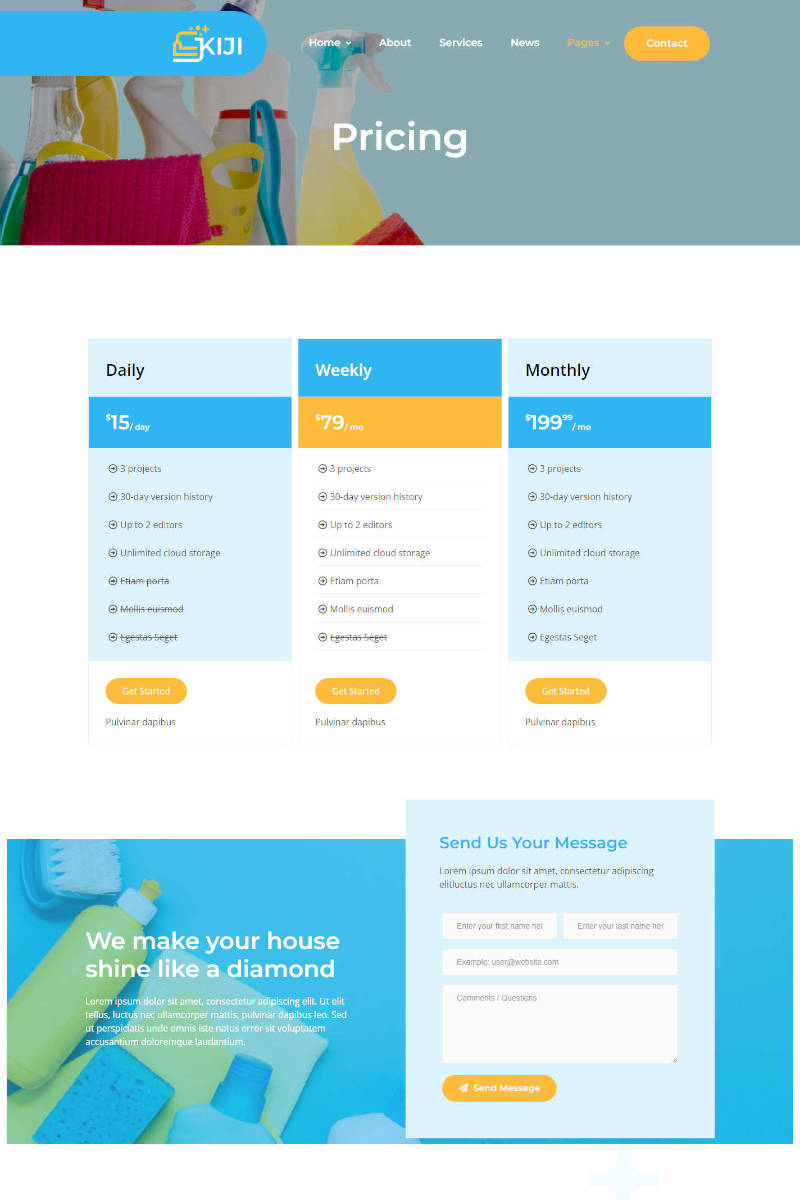 KIJI
Home
About
Services
News
Pages
Contact
Pricing
Daily
$15/ day
3 projects
30-day version history
Up to 2 editors
Unlimited cloud storage
Etiam porta
Mollis euismod
Egestas Seget
Get Started
Pulvinar dapibus
Weekly
$79/ mo
3 projects
30-day version history
Up to 2 editors
Unlimited cloud storage
Etiam porta
Mollis euismod
Egestas Seget
Get Started
Pulvinar dapibus
Monthly
$19999/ mo
3 projects
30-day version history
Up to 2 editors
Unlimited cloud storage
Etiam porta
Mollis euismod
Egestas Seget
Get Started
Pulvinar dapibus
We make your house
shine like a diamond
Lorem ipsum dolor sit amet, consectetur adipiscing elit. Ut elit
tellus, luctus nec ullamcorper mattis, pulvinar dapibus leo. Sed
ut perspiciatis unde omnis iste natus error sit voluptatem
accusantium doloremque laudantium.
Send Us Your Message
Lorem ipsum dolor sit amet, consectetur adipiscing
elitluctus nec ullamcorper mattis.
Enter your first name her
Enter your last name her
Example: user@website.com
Comments / Questions
Send Message